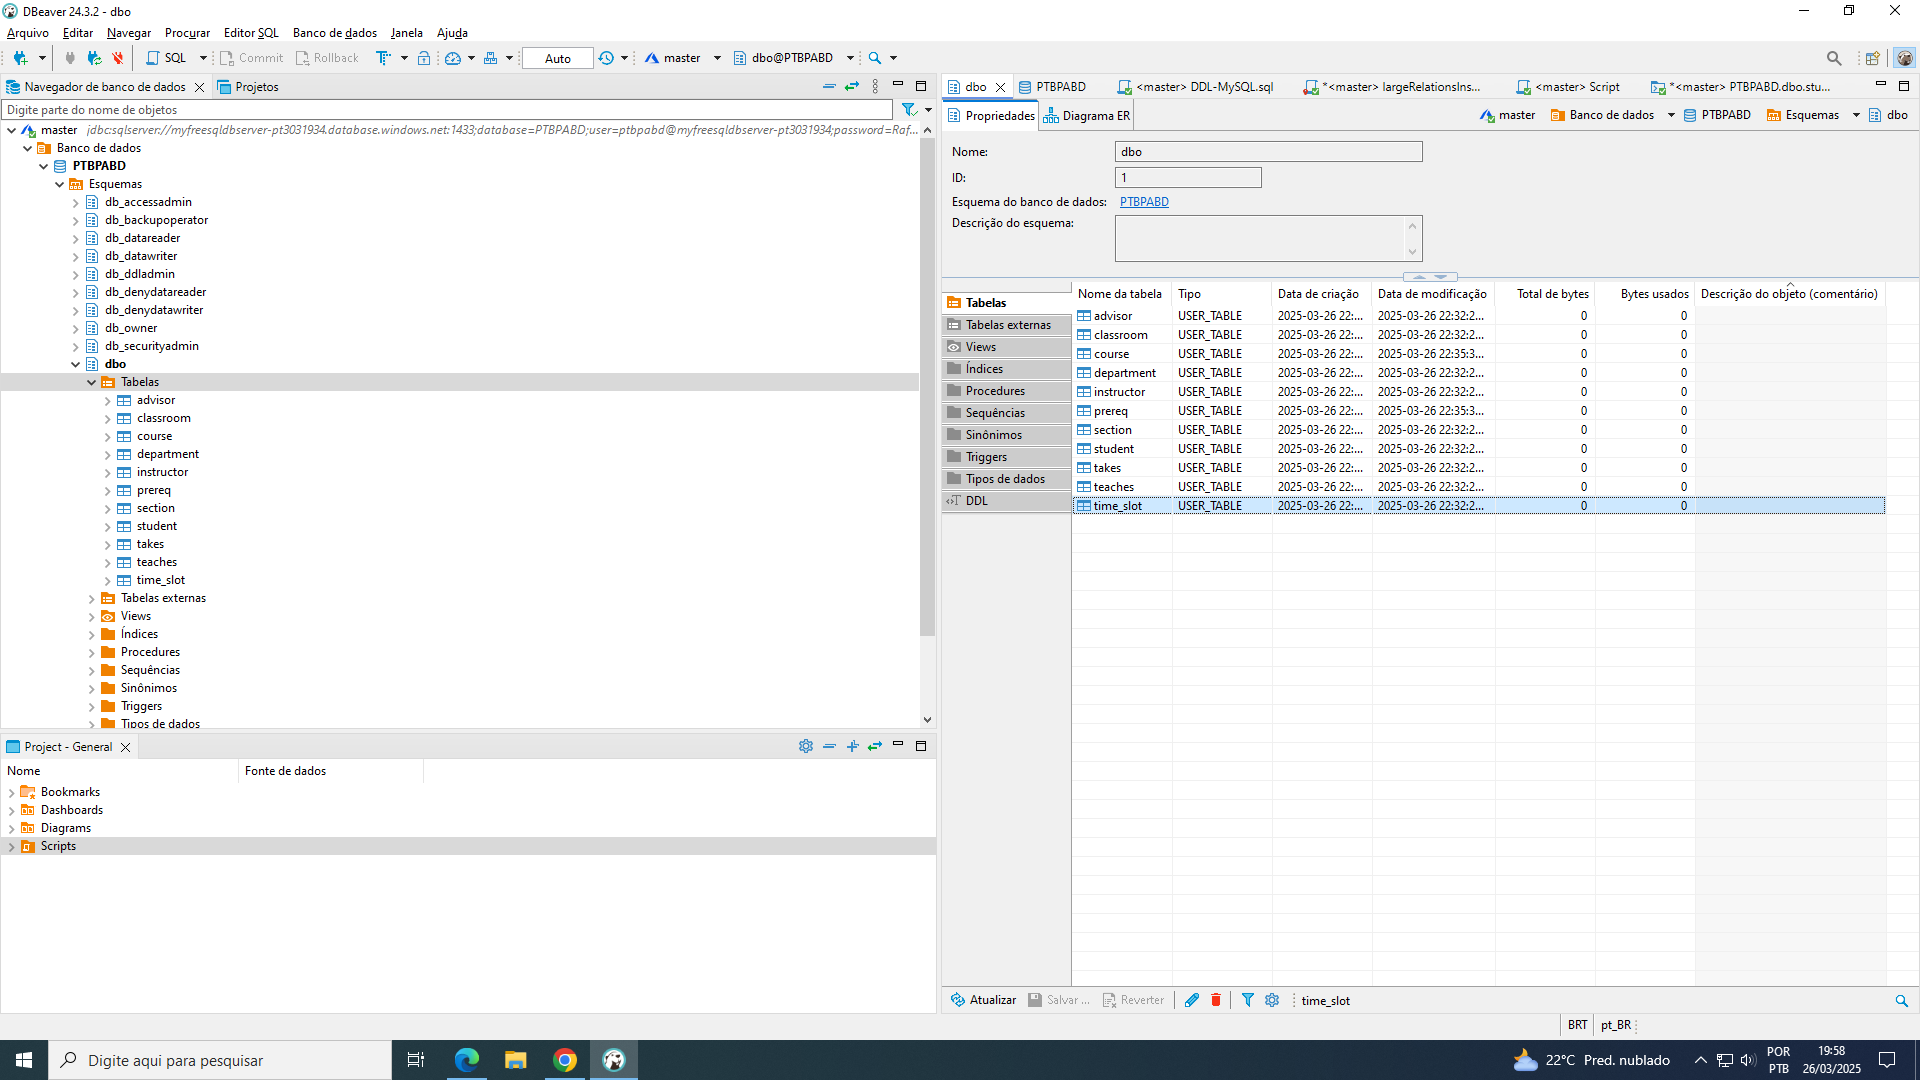 DBeaver 24.3.2 - dbo
Arquivo Editar Navegar Procurar Editor SQL Banco de dados Janela Ajuda
SQL Commit Rollback Auto master dbo@PTBPABD
Navegador de banco de dados Projetos
Digite parte do nome de objetos
master jdbc:sqlserver://myfreesqldbserver-pt3031934.database.windows.net:1433;database=PTBPABD;user=ptbpabd@myfreesqldbserver-pt3031934;password=Raf...
Banco de dados
PTBPABD
Esquemas
db_accessadmin
db_backupoperator
db_datareader
db_datawriter
db_ddladmin
db_denydatareader
db_denydatawriter
db_owner
db_securityadmin
dbo
Tabelas
advisor
classroom
course
department
instructor
prereq
section
student
takes
teaches
time_slot
Tabelas externas
Views
Índices
Procedures
Sequências
Sinônimos
Triggers
Tipos de dados
Project - General
Nome Fonte de dados
Bookmarks
Dashboards
Diagrams
Scripts
dbo PTBPABD <master> DDL-MySQL.sql *<master> largeRelationsIns... <master> Script *<master> PTBPABD.dbo.stu...
Propriedades Diagrama ER master Banco de dados PTBPABD Esquemas dbo
Nome: dbo
ID: 1
Esquema do banco de dados: PTBPABD
Descrição do esquema:
Tabelas
Tabelas externas
Views
Índices
Procedures
Sequências
Sinônimos
Triggers
Tipos de dados
DDL
Nome da tabela Tipo Data de criação Data de modificação Total de bytes Bytes usados Descrição do objeto (comentário)
advisor USER_TABLE 2025-03-26 22:... 2025-03-26 22:32:2... 0 0
classroom USER_TABLE 2025-03-26 22:... 2025-03-26 22:32:2... 0 0
course USER_TABLE 2025-03-26 22:... 2025-03-26 22:35:3... 0 0
department USER_TABLE 2025-03-26 22:... 2025-03-26 22:32:2... 0 0
instructor USER_TABLE 2025-03-26 22:... 2025-03-26 22:32:2... 0 0
prereq USER_TABLE 2025-03-26 22:... 2025-03-26 22:35:3... 0 0
section USER_TABLE 2025-03-26 22:... 2025-03-26 22:32:2... 0 0
student USER_TABLE 2025-03-26 22:... 2025-03-26 22:32:2... 0 0
takes USER_TABLE 2025-03-26 22:... 2025-03-26 22:32:2... 0 0
teaches USER_TABLE 2025-03-26 22:... 2025-03-26 22:32:2... 0 0
time_slot USER_TABLE 2025-03-26 22:... 2025-03-26 22:32:2... 0 0
Atualizar Salvar ... Reverter time_slot
BRT pt_BR
Digite aqui para pesquisar
22°C Pred. nublado
POR
PTB
19:58
26/03/2025